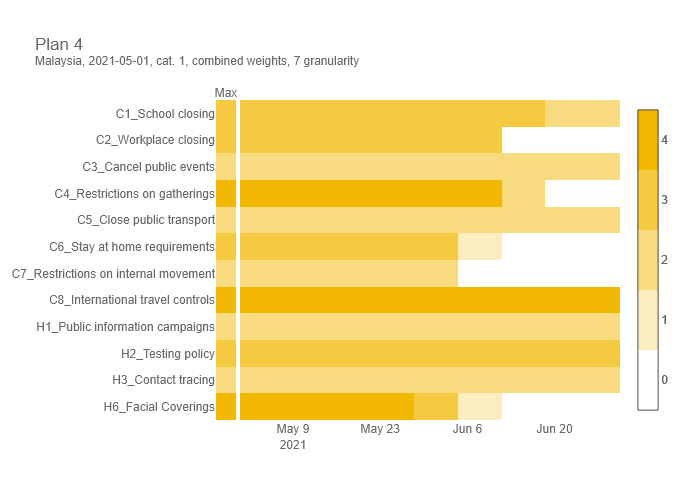 Plan 4
Malaysia, 2021-05-01, cat. 1, combined weights, 7 granularity
Max
C1_School closing
C2_Workplace closing
C3_Cancel public events
C4_Restrictions on gatherings
C5_Close public transport
C6_Stay at home requirements
C7_Restrictions on internal movement
C8_International travel controls
H1_Public information campaigns
H2_Testing policy
H3_Contact tracing
H6_Facial Coverings
May 9
2021
May 23
Jun 6
Jun 20
4
3
2
1
0